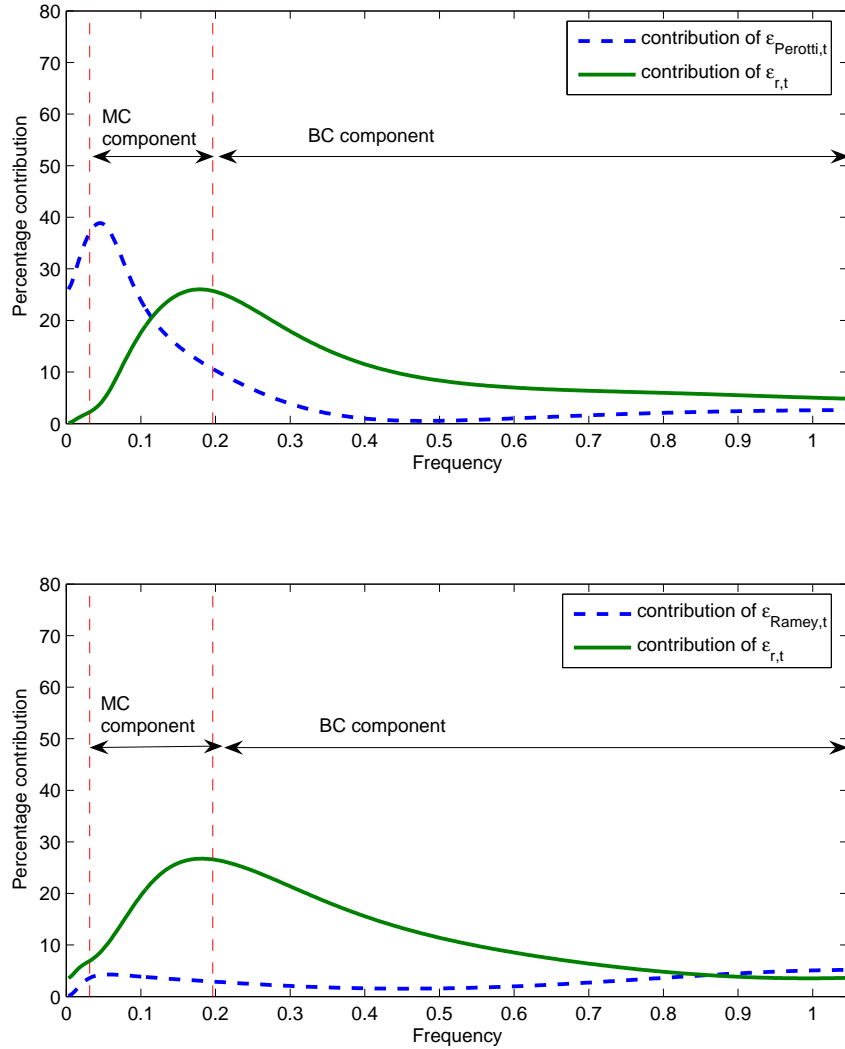 80
70
60
50
40
30
20
10
0
Percentage contribution
contribution of ε_Perotti,t
contribution of ε_r,t
MC
component
BC component
0 0.1 0.2 0.3 0.4 0.5 0.6 0.7 0.8 0.9 1
Frequency
80
70
60
50
40
30
20
10
0
Percentage contribution
contribution of ε_Ramey,t
contribution of ε_r,t
MC
component
BC component
0 0.1 0.2 0.3 0.4 0.5 0.6 0.7 0.8 0.9 1
Frequency